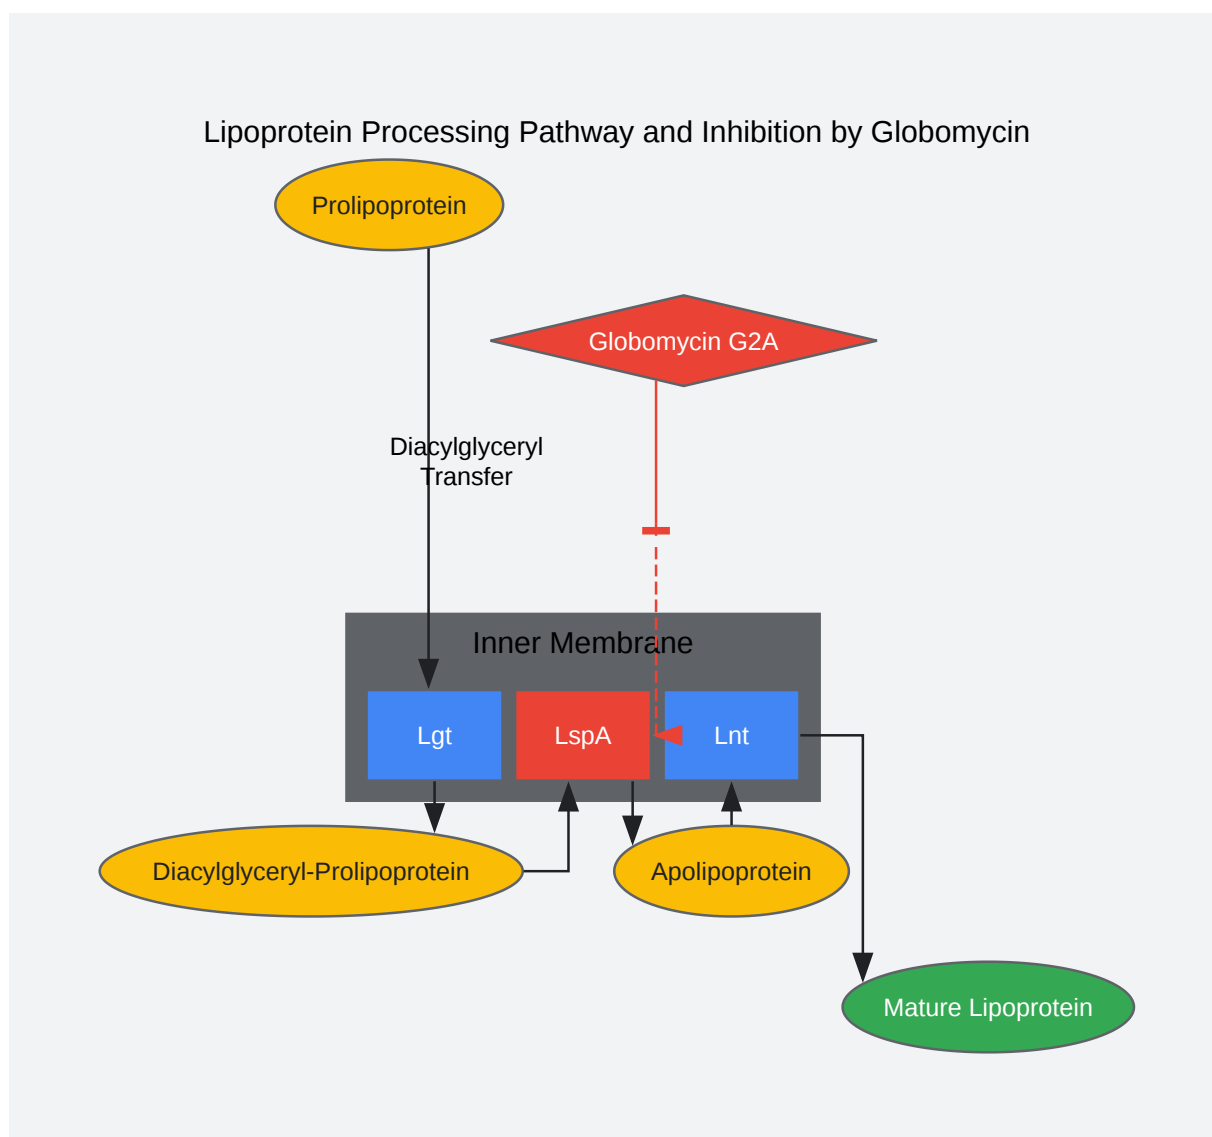 Lipoprotein Processing Pathway and Inhibition by Globomycin
Prolipoprotein
Globomycin G2A
Diacylglyceryl
Transfer
Inner Membrane
Lgt
LspA
Lnt
Diacylglyceryl-Prolipoprotein
Apolipoprotein
Mature Lipoprotein